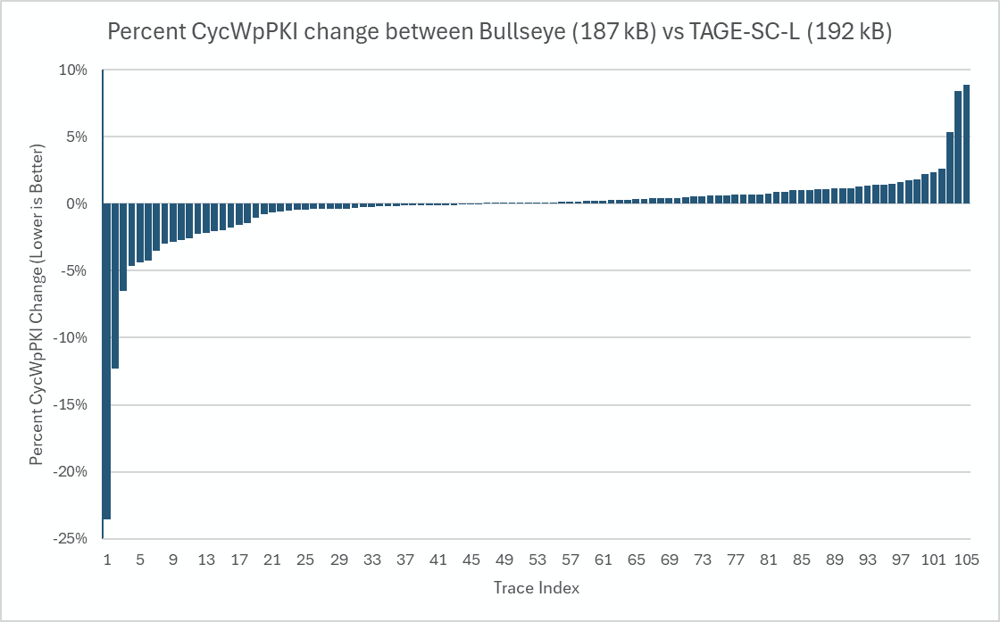 Percent CycWpPKI change between Bullseye (187 kB) vs TAGE-SC-L (192 kB)
Percent CycWpPKI Change (Lower is Better)
10%
5%
0%
-5%
-10%
-15%
-20%
-25%
1 5 9 13 17 21 25 29 33 37 41 45 49 53 57 61 65 69 73 77 81 85 89 93 97 101 105
Trace Index